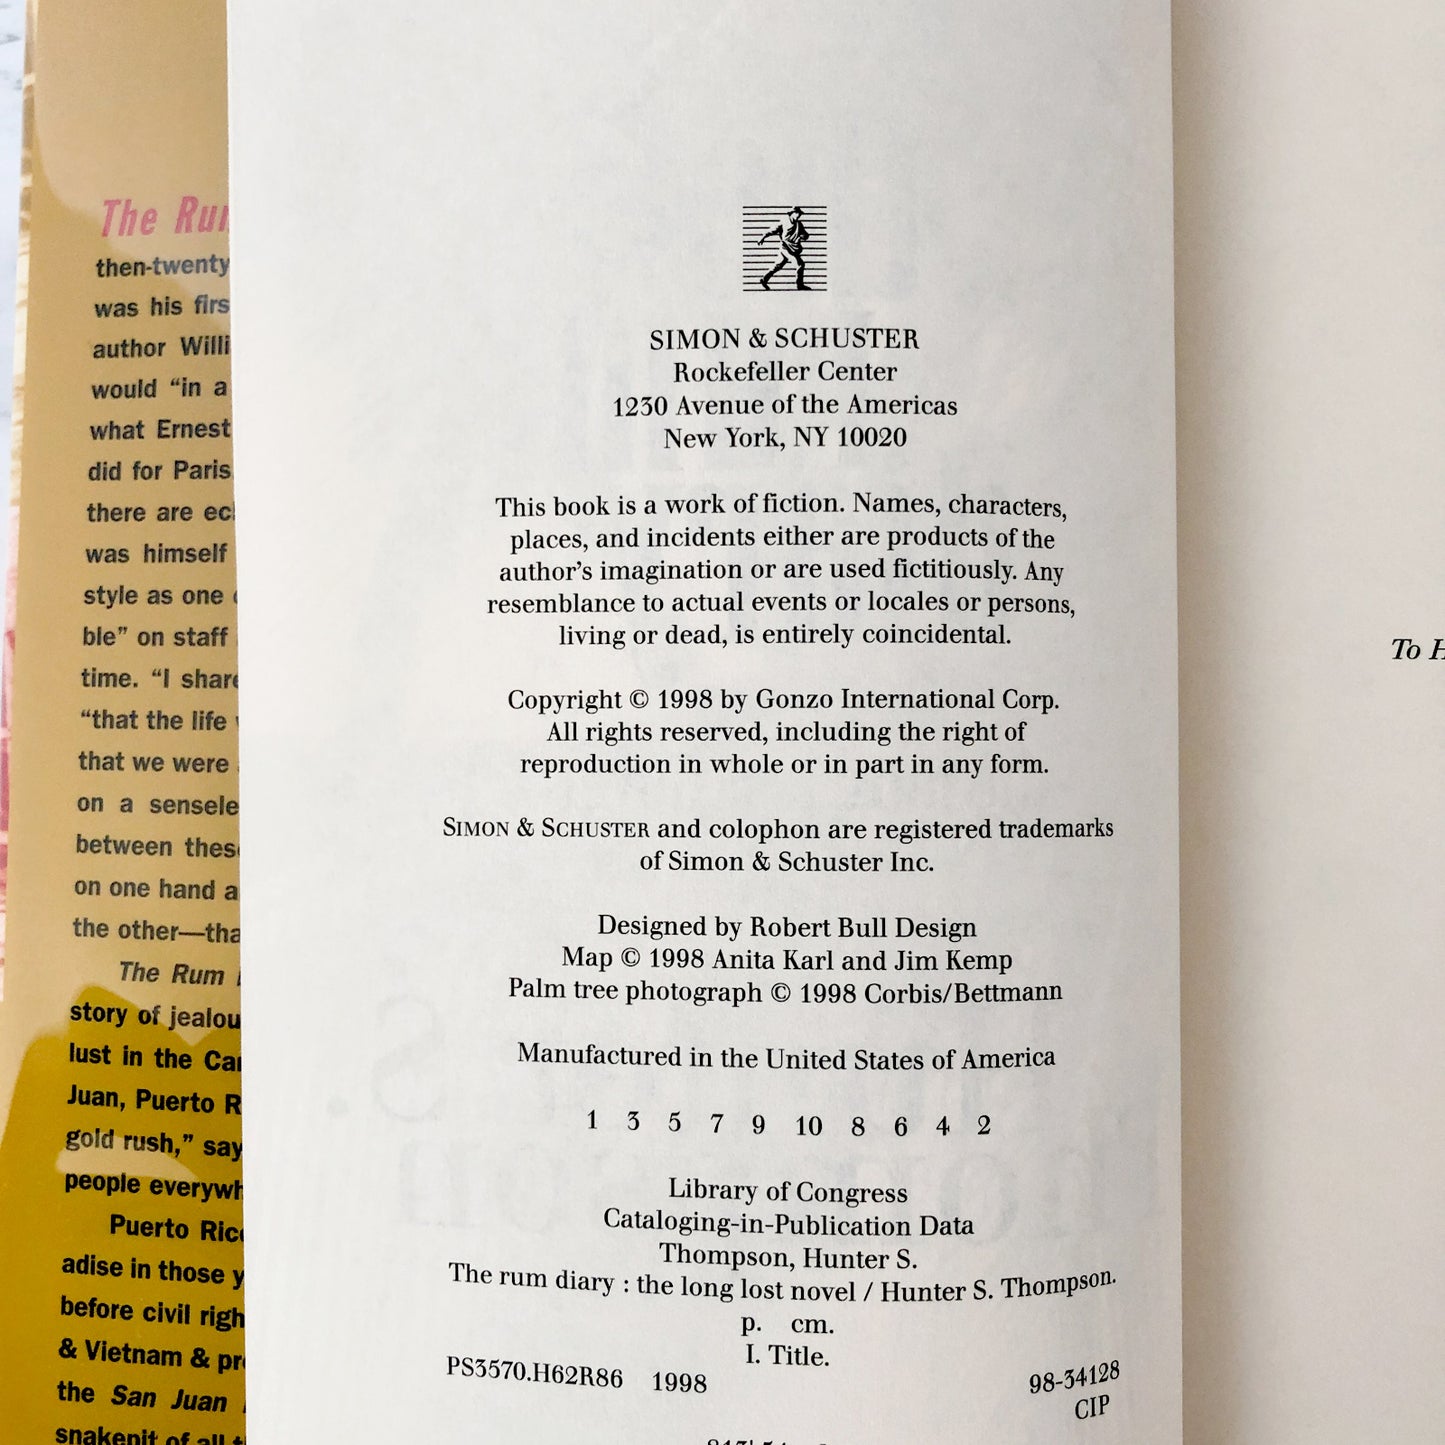 The Rum
then-twenty
was his firs
author Willi
would “in a
what Ernest
did for Paris
there are ec
was himself
style as one
ble” on staff
time. “I share
“that the life
that we were
on a sensele
between thes
on one hand a
the other—tha
The Rum
story of jealou
lust in the Car
Juan, Puerto R
gold rush,” say
people everywh
Puerto Rico
adise in those y
before civil righ
& Vietnam & pr
the San Juan
snakepit of all t
SIMON & SCHUSTER
Rockefeller Center
1230 Avenue of the Americas
New York, NY 10020
This book is a work of fiction. Names, characters,
places, and incidents either are products of the
author’s imagination or are used fictitiously. Any
resemblance to actual events or locales or persons,
living or dead, is entirely coincidental.
Copyright © 1998 by Gonzo International Corp.
All rights reserved, including the right of
reproduction in whole or in part in any form.
SIMON & SCHUSTER and colophon are registered trademarks
of Simon & Schuster Inc.
Designed by Robert Bull Design
Map © 1998 Anita Karl and Jim Kemp
Palm tree photograph © 1998 Corbis/Bettmann
Manufactured in the United States of America
1 3 5 7 9 10 8 6 4 2
Library of Congress
Cataloging-in-Publication Data
Thompson, Hunter S.
The rum diary : the long lost novel / Hunter S. Thompson.
p. cm.
I. Title.
PS3570.H62R86 1998
98-34128
CIP
To H